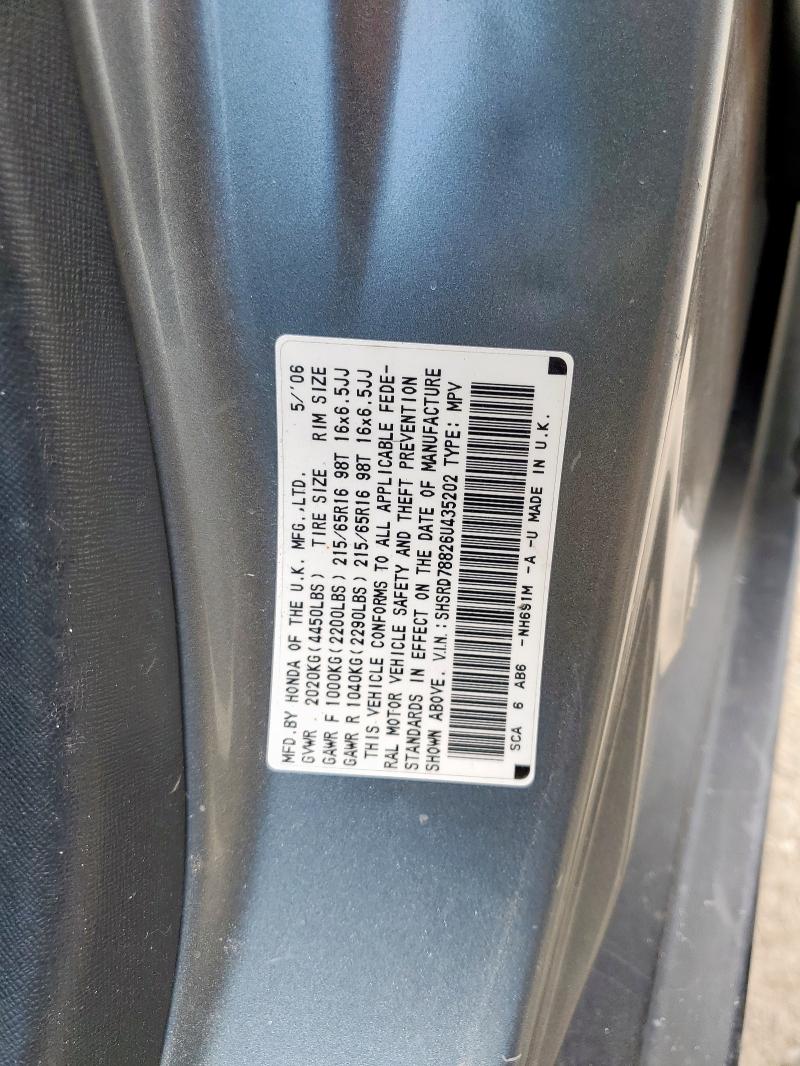 MFD.BY HONDA OF THE U.K. MFG.,LTD. 5/'06
GVWR. 2020KG(4450LBS) TIRE SIZE RIM SIZE
GAWR F 1000KG(2200LBS) 215/65R16 98T 16x6.5JJ
GAWR R 1040KG(2290LBS) 215/65R16 98T 16x6.5JJ
THIS VEHICLE CONFORMS TO ALL APPLICABLE FEDE-
RAL MOTOR VEHICLE SAFETY AND THEFT PREVENTION
STANDARDS IN EFFECT ON THE DATE OF MANUFACTURE
SHOWN ABOVE. V.I.N.:SHSRD78826U435202 TYPE: MPV
SCA 6 AB6 -NH691M -A -U MADE IN U.K.